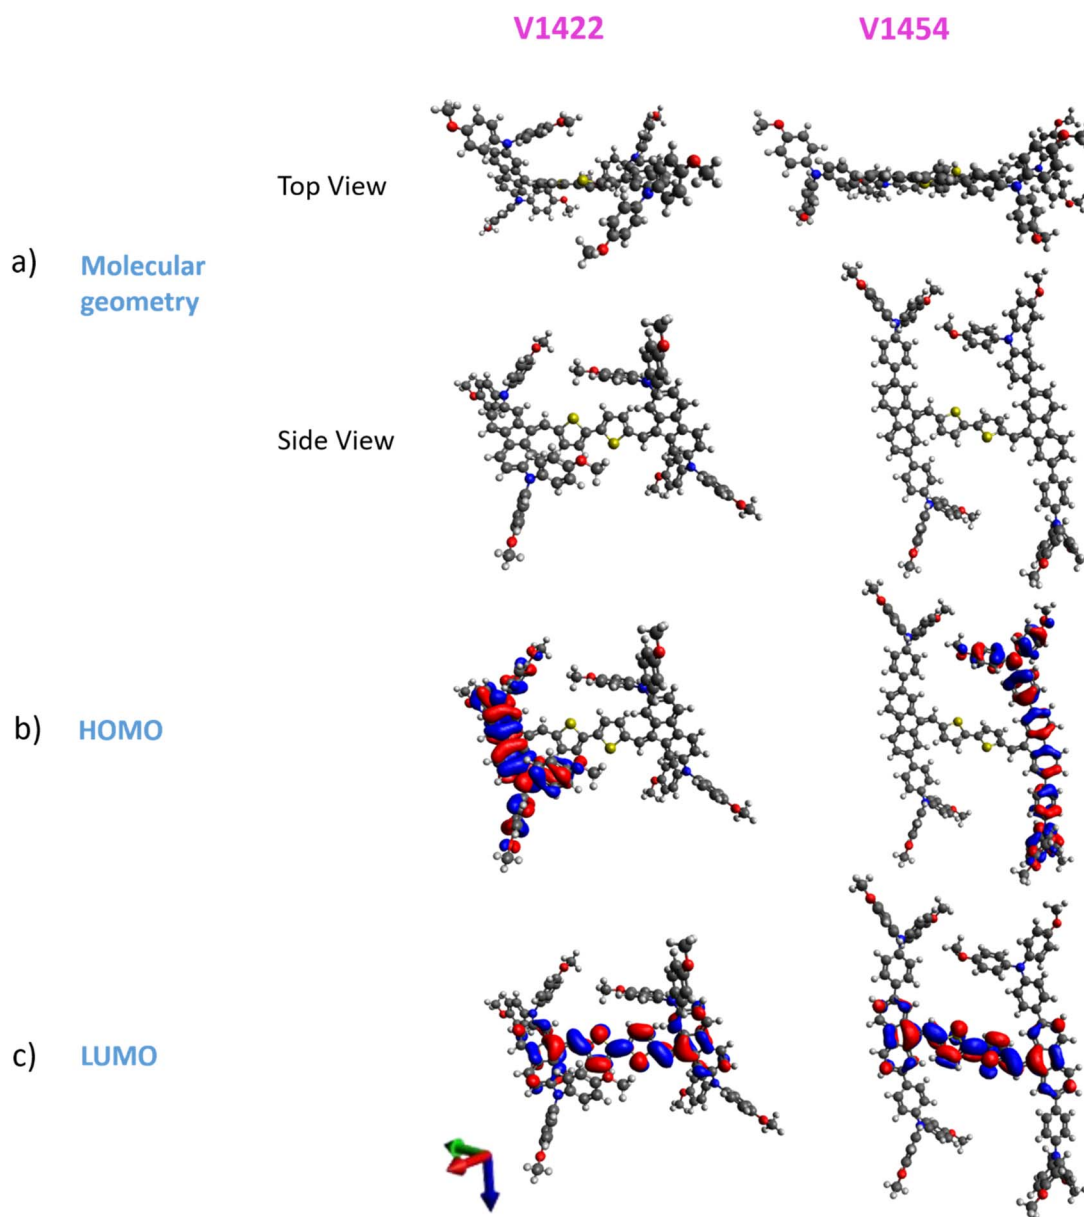 V1422 V1454
Top View
a) Molecular
geometry
Side View
b) HOMO
c) LUMO